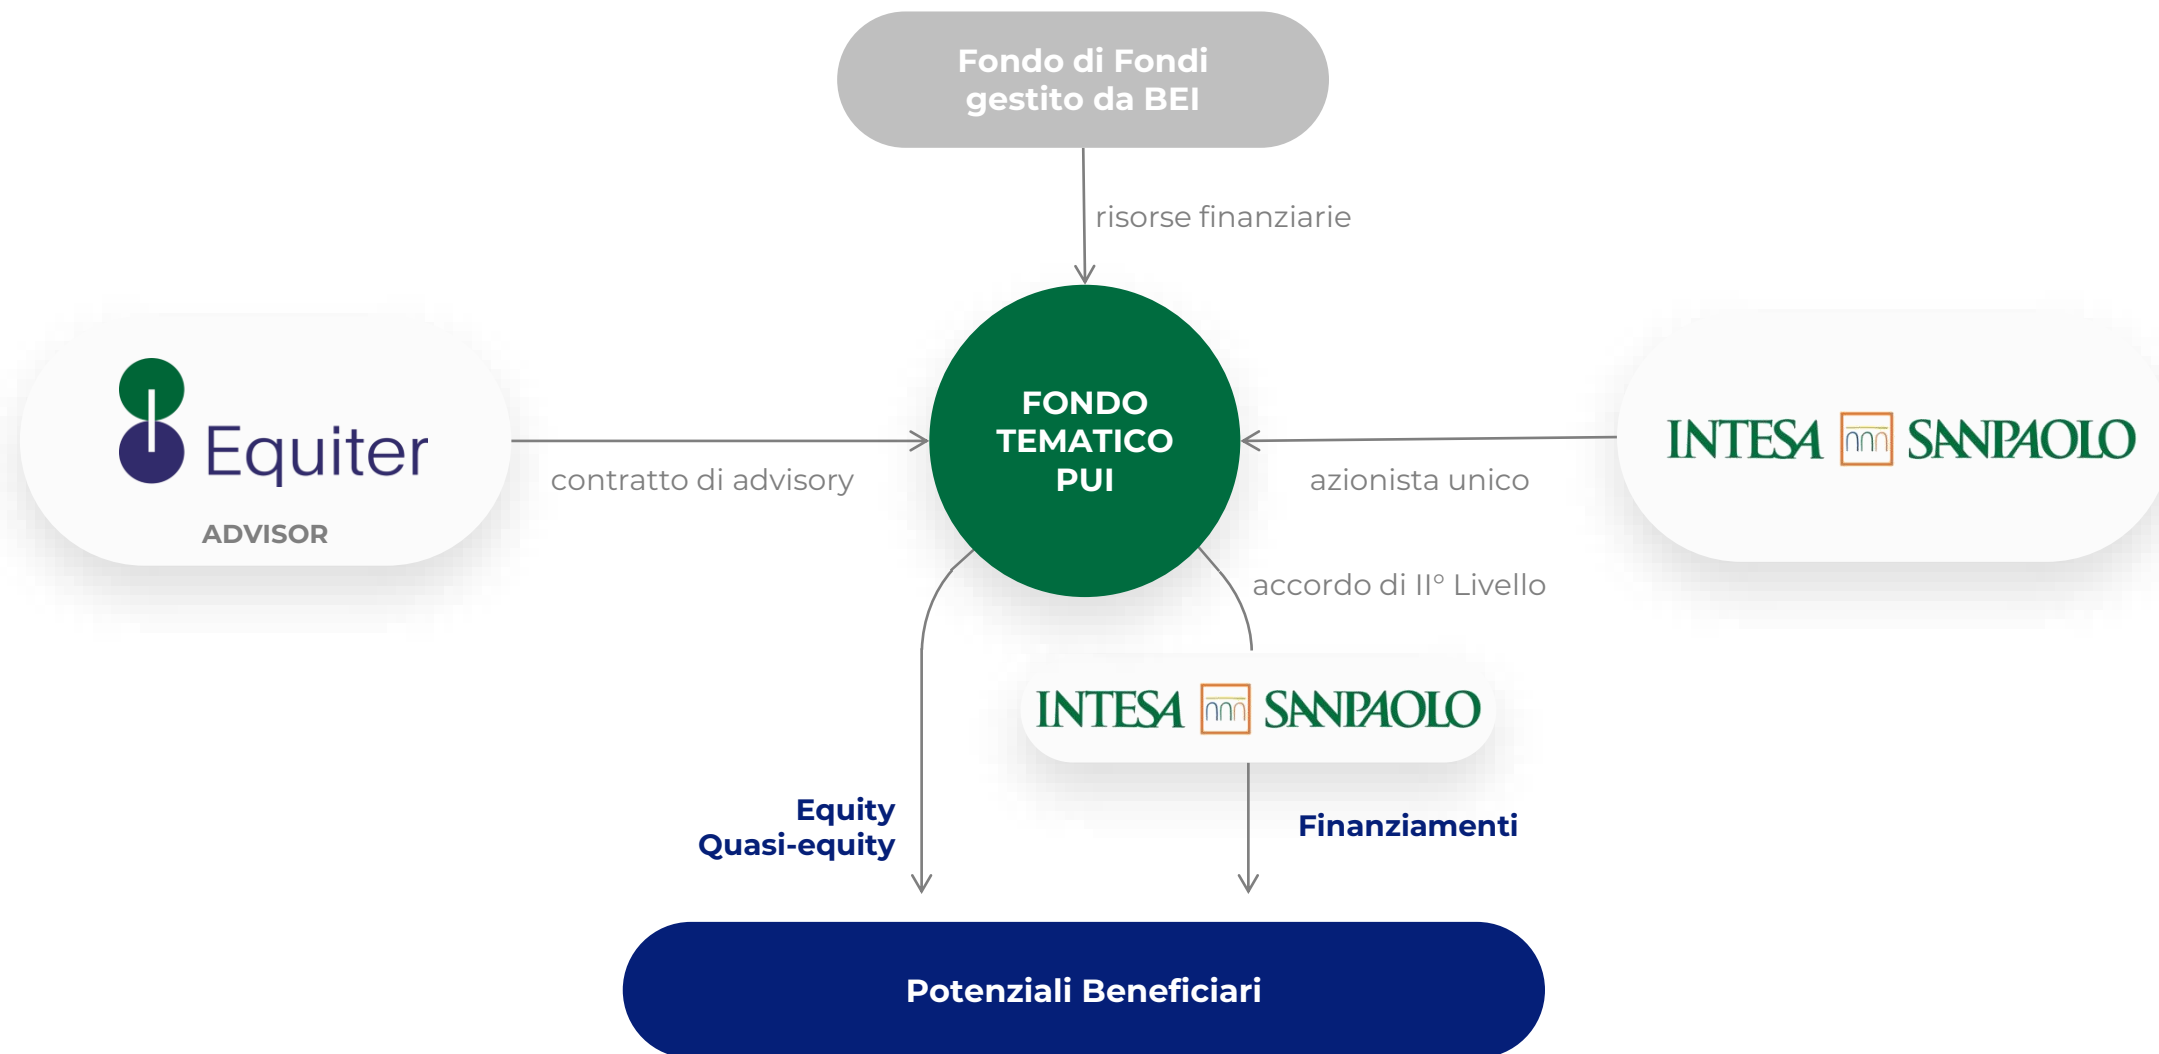 Fondo di Fondi
gestito da BEI
risorse finanziarie
Equiter
ADVISOR
contratto di advisory
FONDO
TEMATICO
PUI
azionista unico
INTESA SANPAOLO
accordo di II° Livello
INTESA SANPAOLO
Equity
Quasi-equity
Finanziamenti
Potenziali Beneficiari